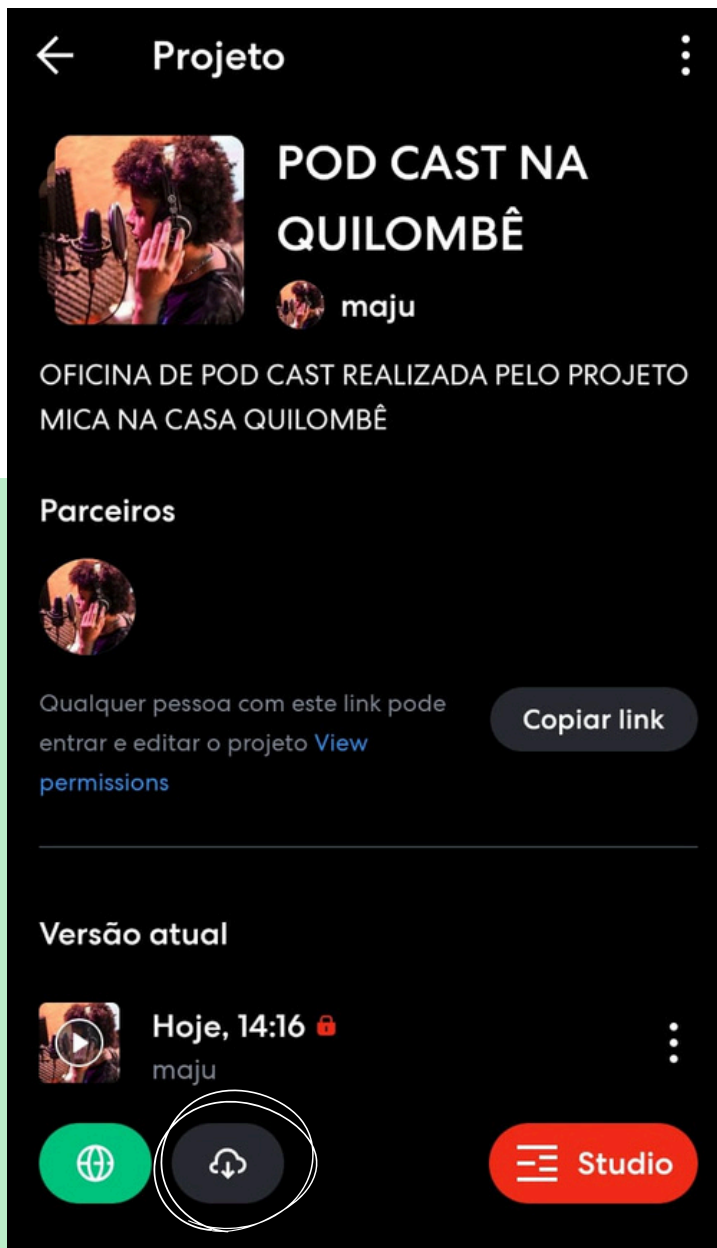 Projeto
POD CAST NA
QUILOMBÊ
maju
OFICINA DE POD CAST REALIZADA PELO PROJETO
MICA NA CASA QUILOMBÊ
Parceiros
Qualquer pessoa com este link pode
entrar e editar o projeto View
permissions
Copiar link
Versão atual
Hoje, 14:16
maju
Studio